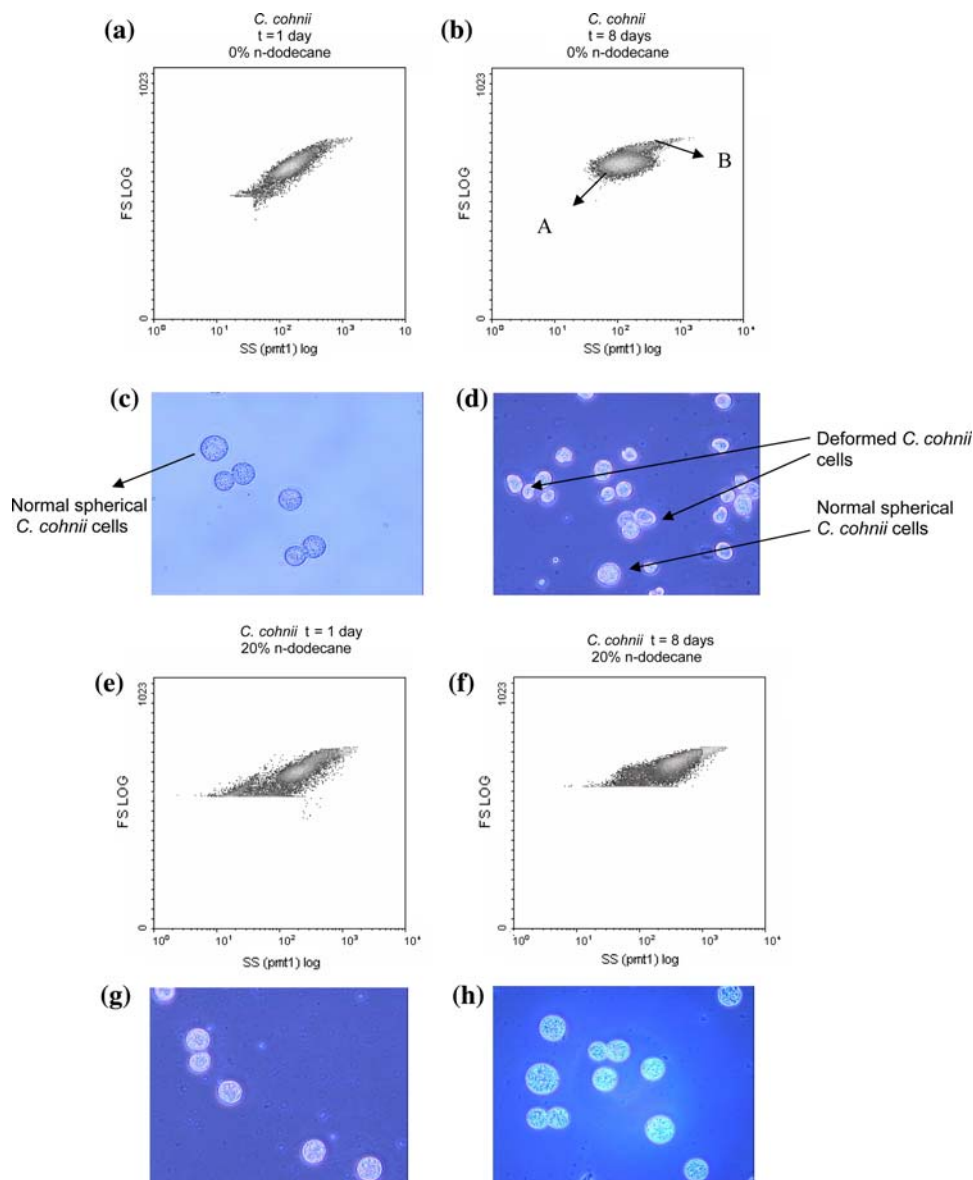 (a)
C. cohnii
t = 1 day
0% n-dodecane
(b)
C. cohnii
t = 8 days
0% n-dodecane
1023
FS LOG
0
10⁰ 10¹ 10² 10³ 10
SS (pmt1) log
1023
FS LOG
0
A
B
10⁰ 10¹ 10² 10³ 10⁴
SS (pmt1) log
(c)
Normal spherical
C. cohnii cells
(d)
Deformed C. cohnii
cells
Normal spherical
C. cohnii cells
C. cohnii t = 1 day
20% n-dodecane
C. cohnii t = 8 days
20% n-dodecane
(e)
1023
FS LOG
0
10⁰ 10¹ 10² 10³ 10⁴
SS (pmt1) log
(f)
1023
FS LOG
0
10⁰ 10¹ 10² 10³ 10⁴
SS (pmt1) log
(g)
(h)